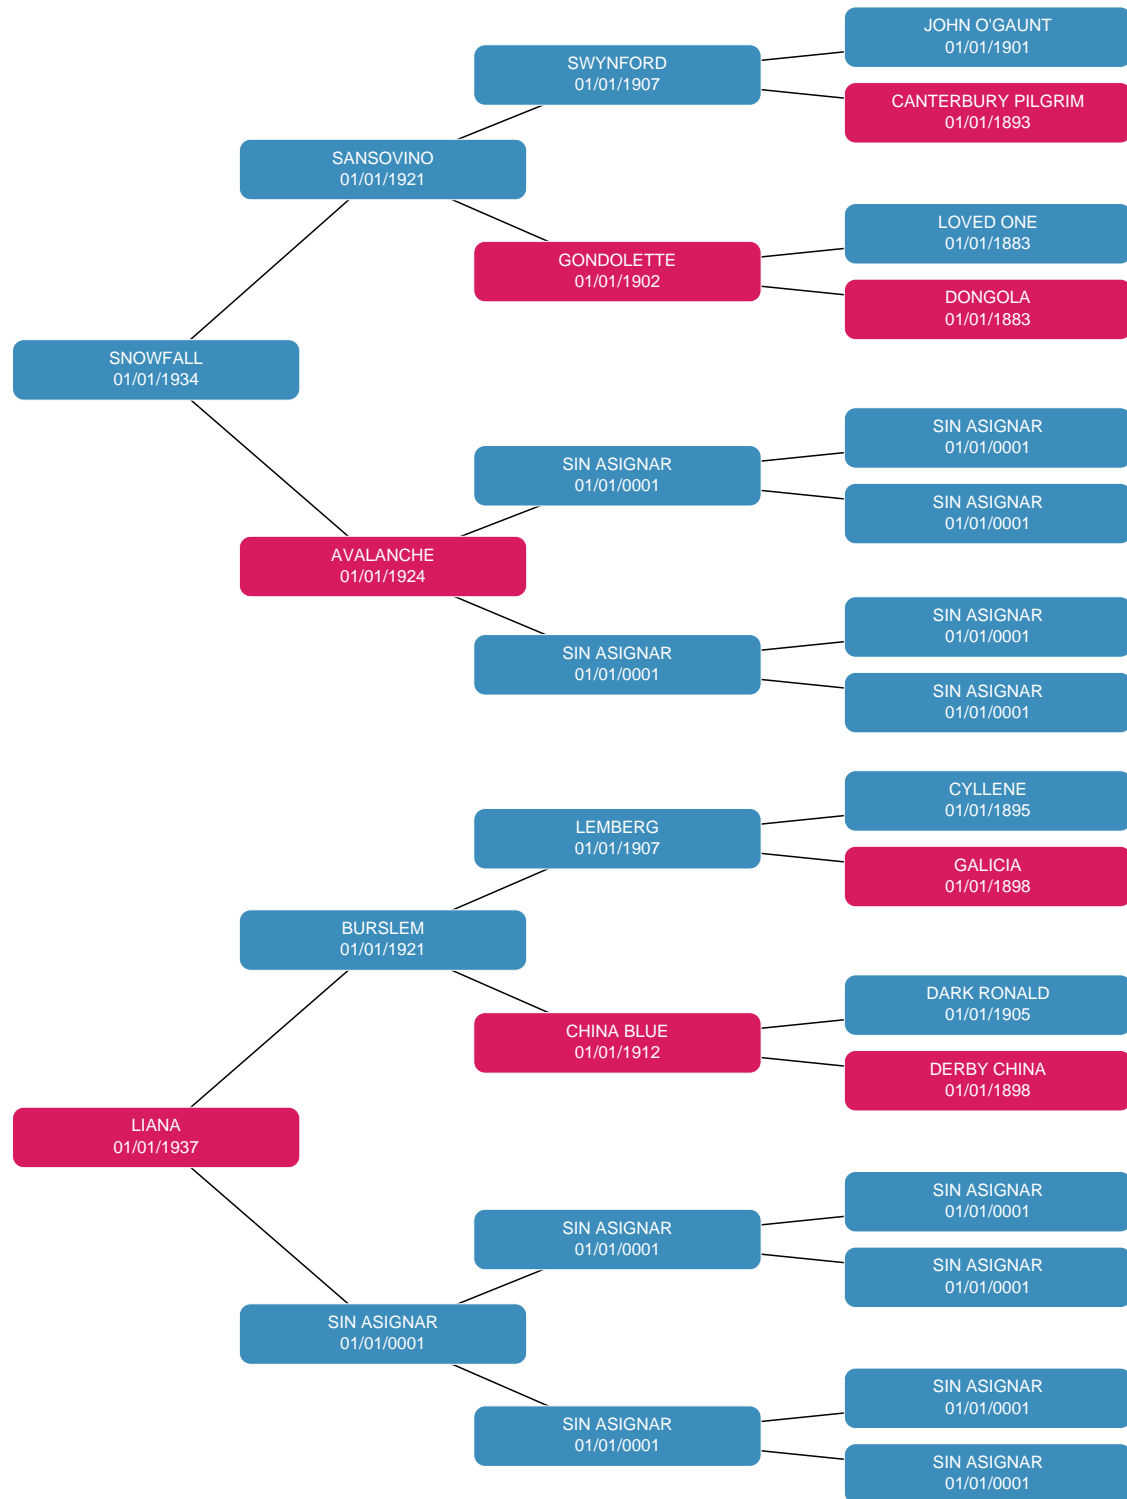 JOHN O'GAUNT
01/01/1901
SWYNFORD
01/01/1907
CANTERBURY PILGRIM
01/01/1893
SANSOVINO
01/01/1921
LOVED ONE
01/01/1883
GONDOLETTE
01/01/1902
DONGOLA
01/01/1883
SNOWFALL
01/01/1934
SIN ASIGNAR
01/01/0001
SIN ASIGNAR
01/01/0001
SIN ASIGNAR
01/01/0001
AVALANCHE
01/01/1924
SIN ASIGNAR
01/01/0001
SIN ASIGNAR
01/01/0001
SIN ASIGNAR
01/01/0001
CYLLENE
01/01/1895
LEMBERG
01/01/1907
GALICIA
01/01/1898
BURSLEM
01/01/1921
DARK RONALD
01/01/1905
CHINA BLUE
01/01/1912
DERBY CHINA
01/01/1898
LIANA
01/01/1937
SIN ASIGNAR
01/01/0001
SIN ASIGNAR
01/01/0001
SIN ASIGNAR
01/01/0001
SIN ASIGNAR
01/01/0001
SIN ASIGNAR
01/01/0001
SIN ASIGNAR
01/01/0001
SIN ASIGNAR
01/01/0001